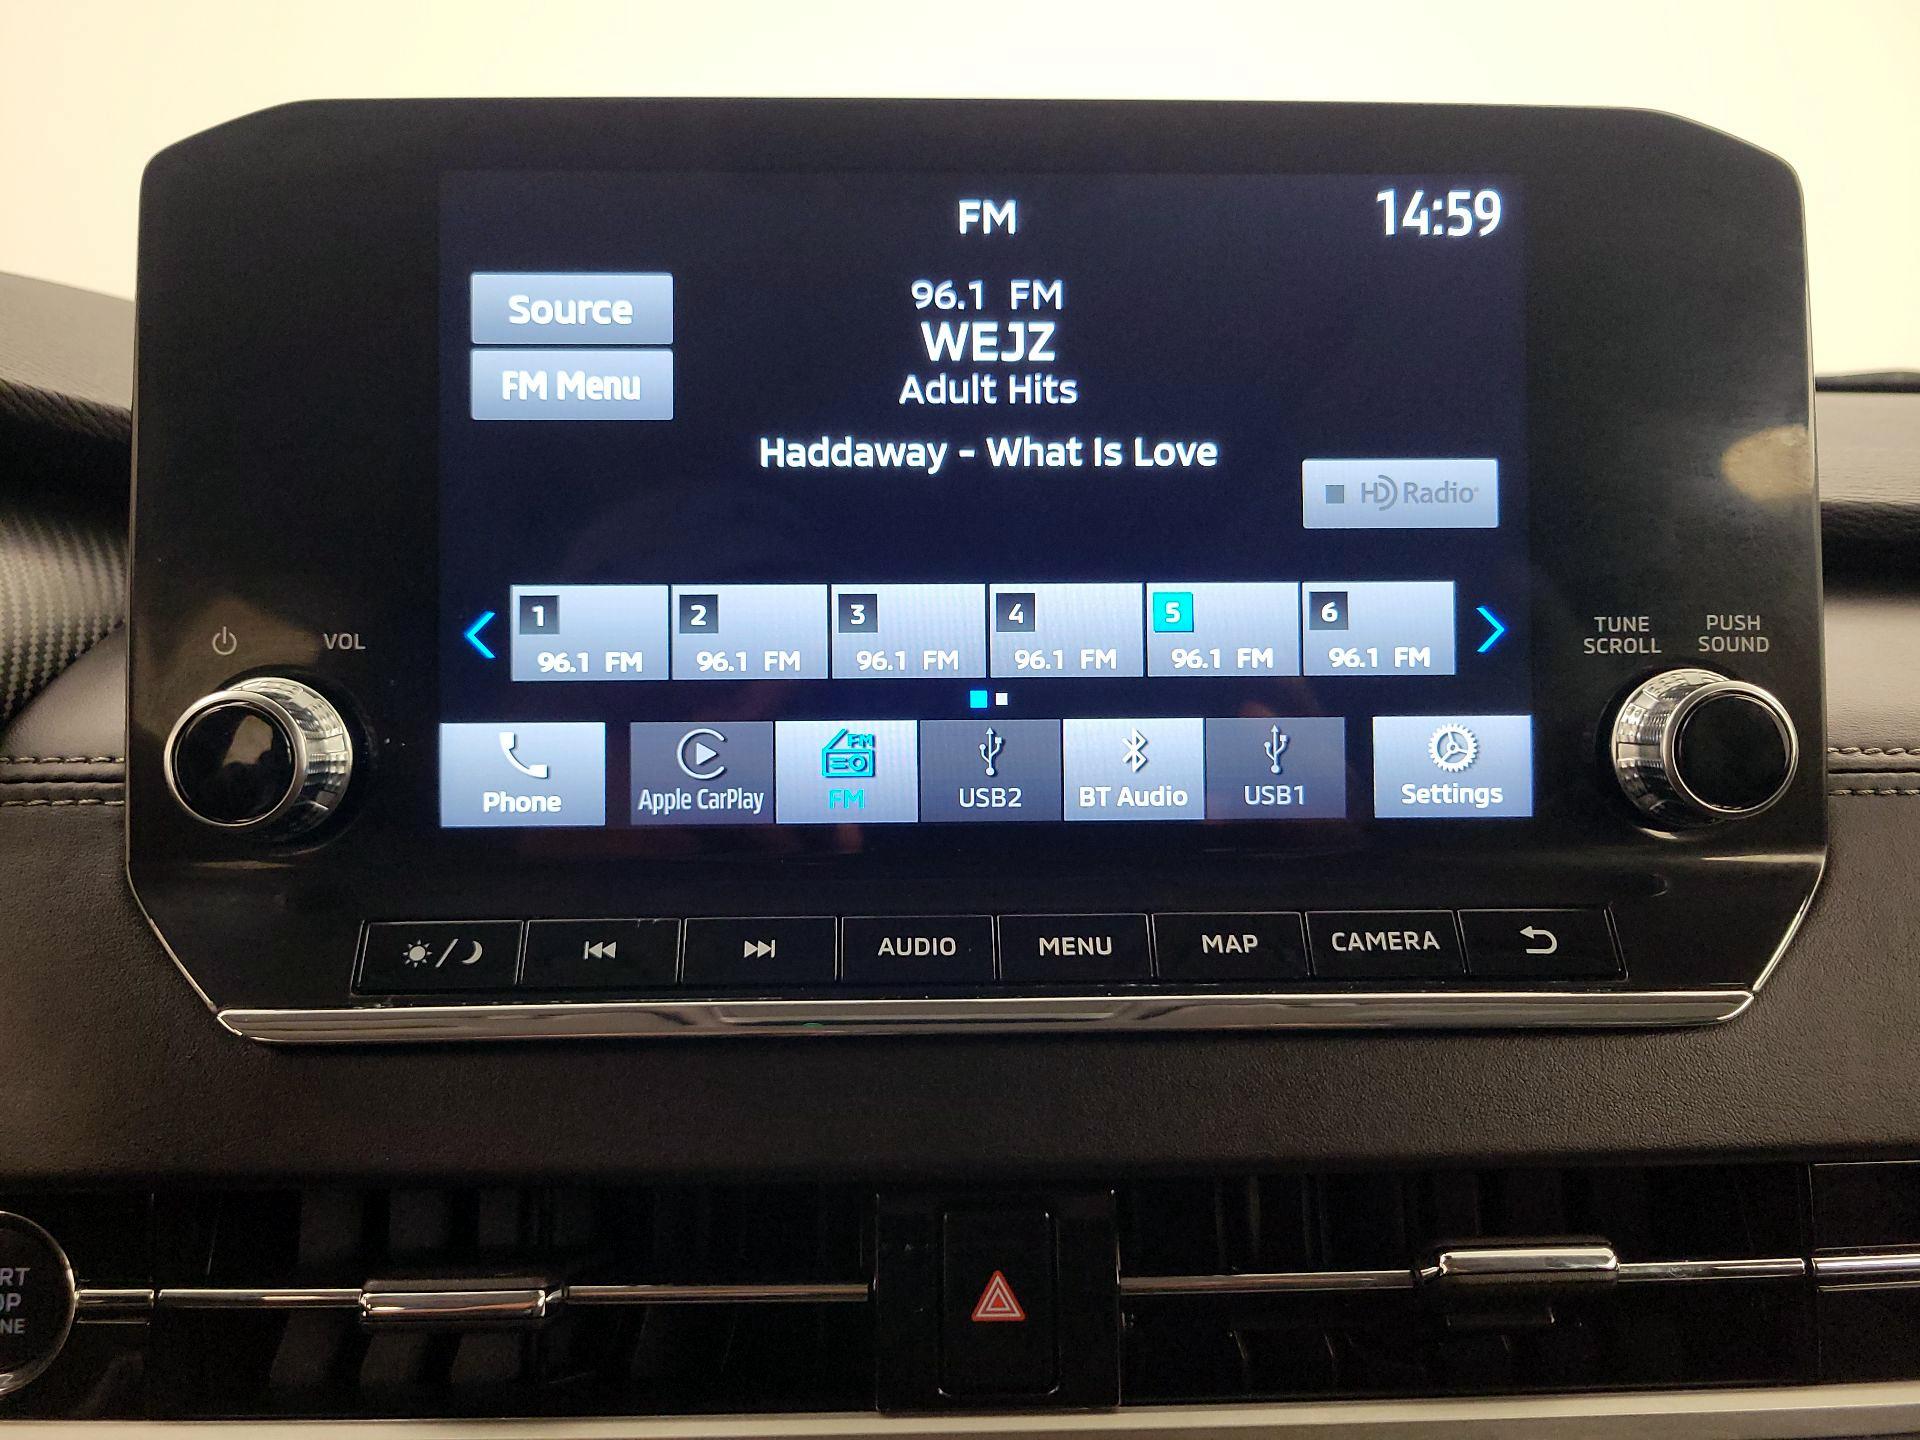 FM
14:59
Source
FM Menu
96.1 FM
WEJZ
Adult Hits
Haddaway - What Is Love
HD Radio
1
96.1 FM
2
96.1 FM
3
96.1 FM
4
96.1 FM
5
96.1 FM
6
96.1 FM
VOL
TUNE
SCROLL
PUSH
SOUND
Phone
Apple CarPlay
FM
FM
USB2
BT Audio
USB1
Settings
AUDIO
MENU
MAP
CAMERA